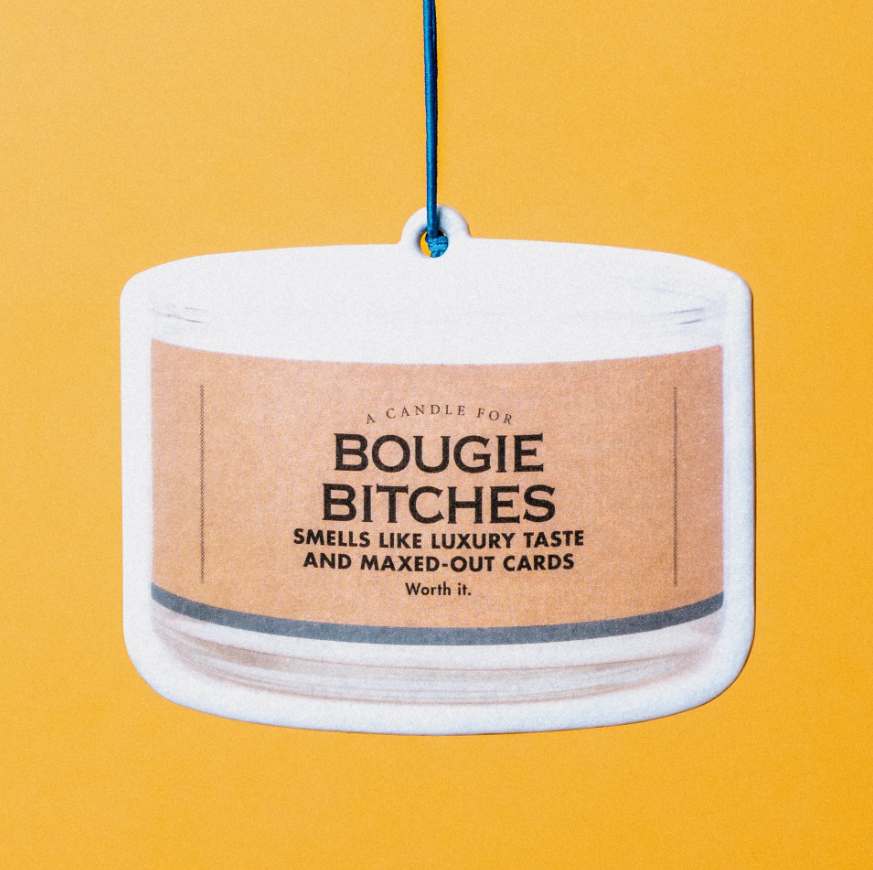 A CANDLE FOR
BOUGIE
BITCHES
SMELLS LIKE LUXURY TASTE
AND MAXED-OUT CARDS
Worth it.